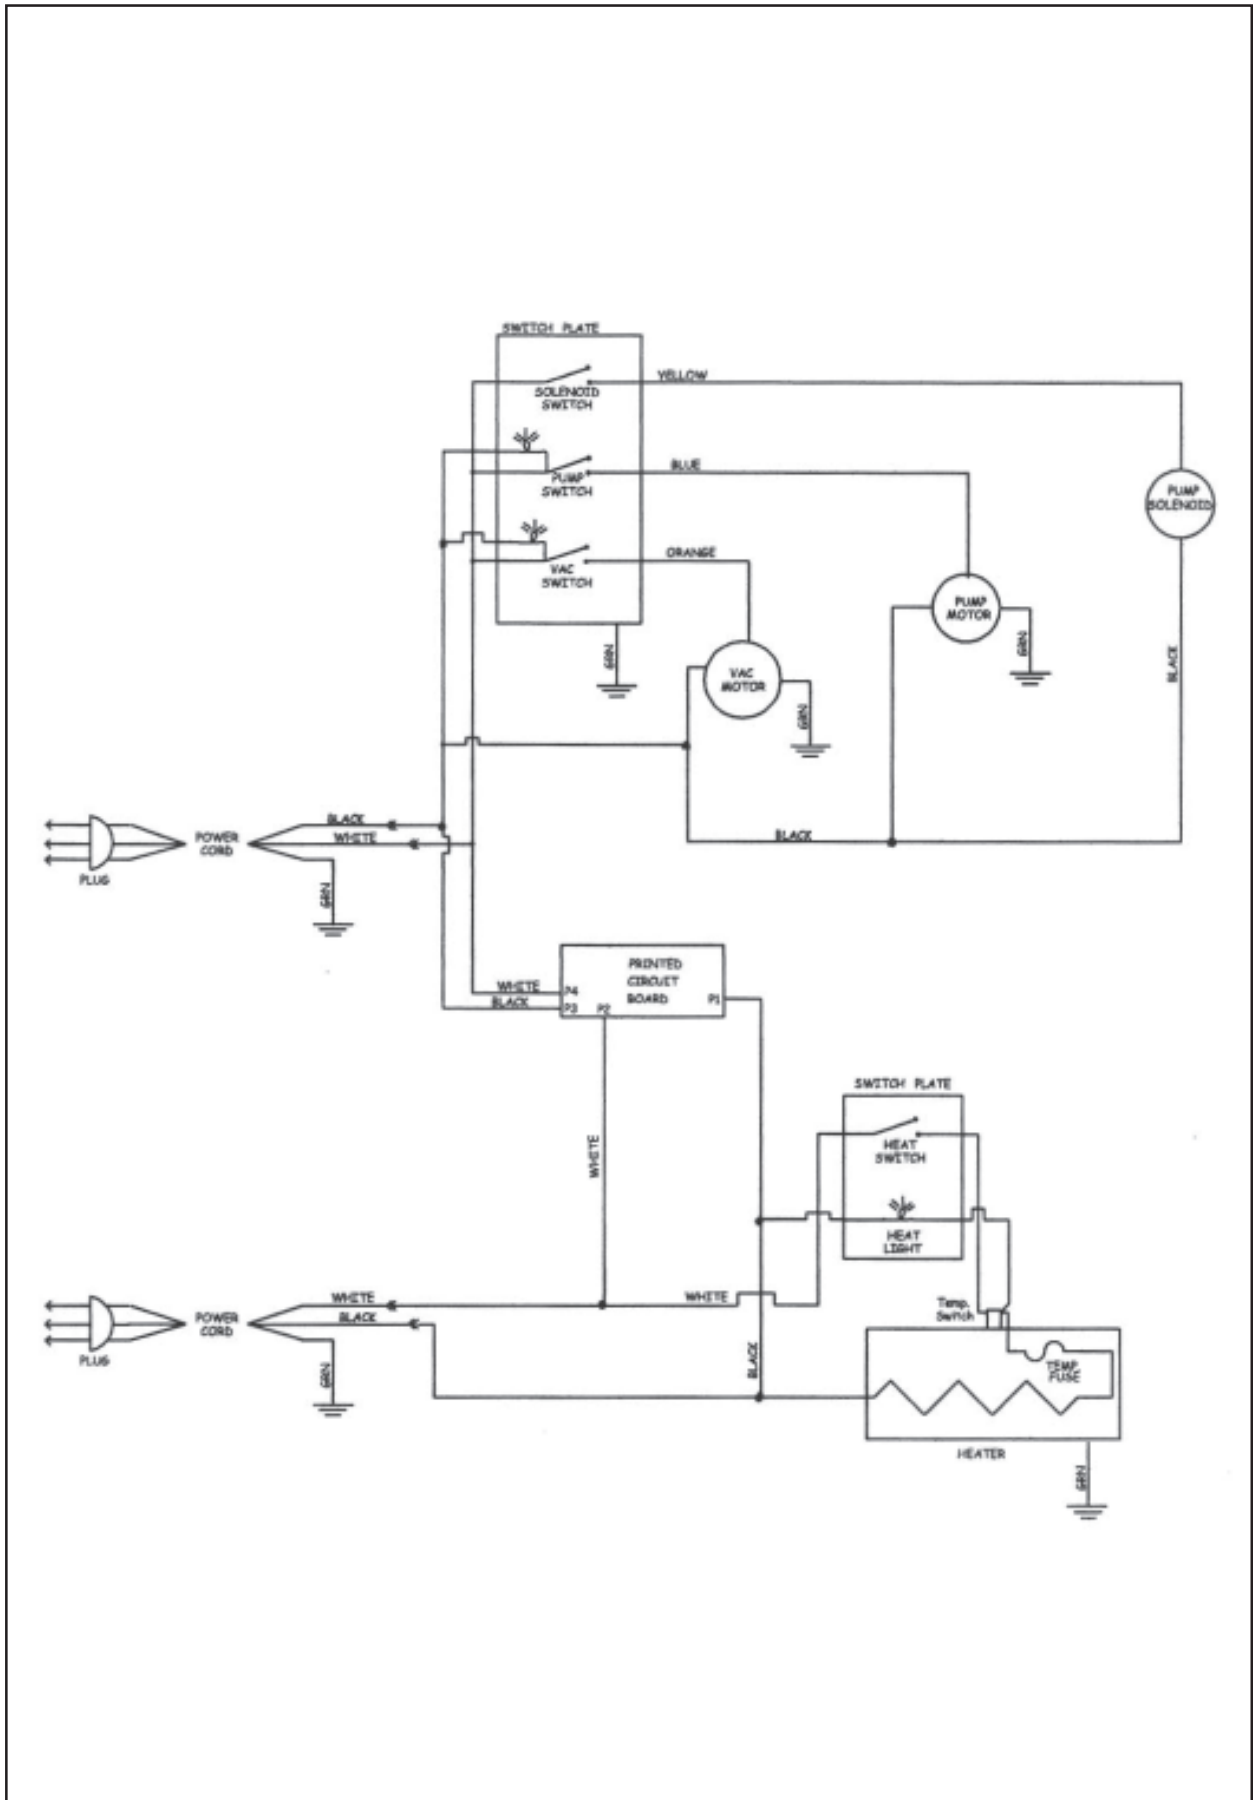 SWITCH PLATE
YELLOW
SOLENOID
SWITCH
BLUE
PUMP
SWITCH
PUMP
SOLENOID
ORANGE
VAC
SWITCH
PUMP
MOTOR
GRN
GRN
BLACK
VAC
MOTOR
GRN
BLACK
WHITE
POWER
CORD
PLUG
GRN
BLACK
PRINTED
CIRCUIT
BOARD
WHITE
P4
BLACK
P3
P2
P1
SWITCH PLATE
WHITE
HEAT
SWITCH
HEAT
LIGHT
WHITE
BLACK
POWER
CORD
PLUG
GRN
WHITE
Temp.
Switch
BLACK
TEMP.
FUSE
HEATER
GRN